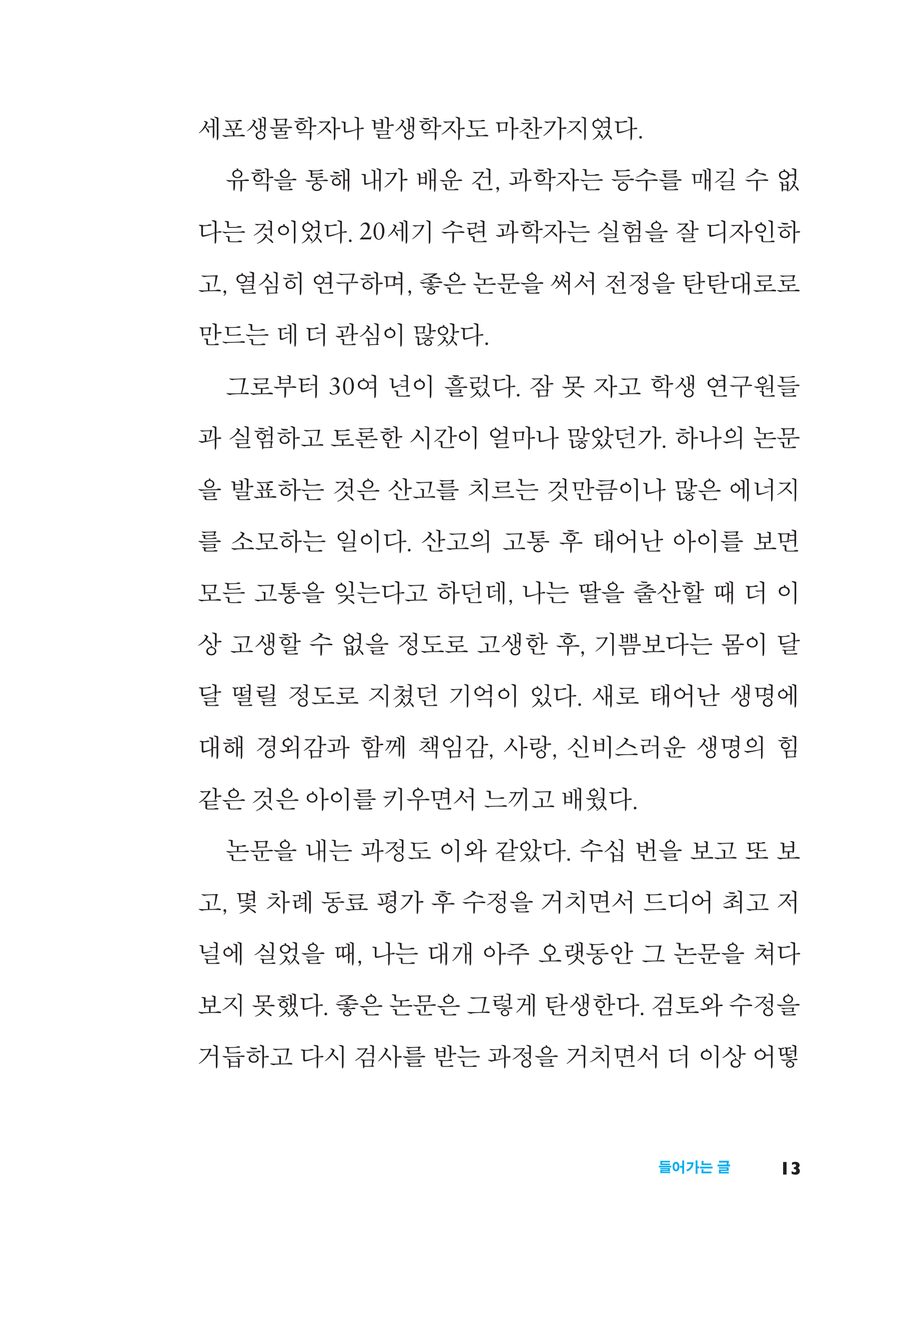 세포생물학자나 발생학자도 마찬가지였다.
유학을 통해 내가 배운 건, 과학자는 등수를 매길 수 없
다는 것이었다. 20세기 수련 과학자는 실험을 잘 디자인하
고, 열심히 연구하며, 좋은 논문을 써서 전정을 탄탄대로로
만드는 데 더 관심이 많았다.
그로부터 30여 년이 흘렀다. 잠 못 자고 학생 연구원들
과 실험하고 토론한 시간이 얼마나 많았던가. 하나의 논문
을 발표하는 것은 산고를 치르는 것만큼이나 많은 에너지
를 소모하는 일이다. 산고의 고통 후 태어난 아이를 보면
모든 고통을 잊는다고 하던데, 나는 딸을 출산할 때 더 이
상 고생할 수 없을 정도로 고생한 후, 기쁨보다는 몸이 달
달 떨릴 정도로 지쳤던 기억이 있다. 새로 태어난 생명에
대해 경외감과 함께 책임감, 사랑, 신비스러운 생명의 힘
같은 것은 아이를 키우면서 느끼고 배웠다.
논문을 내는 과정도 이와 같았다. 수십 번을 보고 또 보
고, 몇 차례 동료 평가 후 수정을 거치면서 드디어 최고 저
널에 실었을 때, 나는 대개 아주 오랫동안 그 논문을 쳐다
보지 못했다. 좋은 논문은 그렇게 탄생한다. 검토와 수정을
거듭하고 다시 검사를 받는 과정을 거치면서 더 이상 어떻
들어가는 글 13